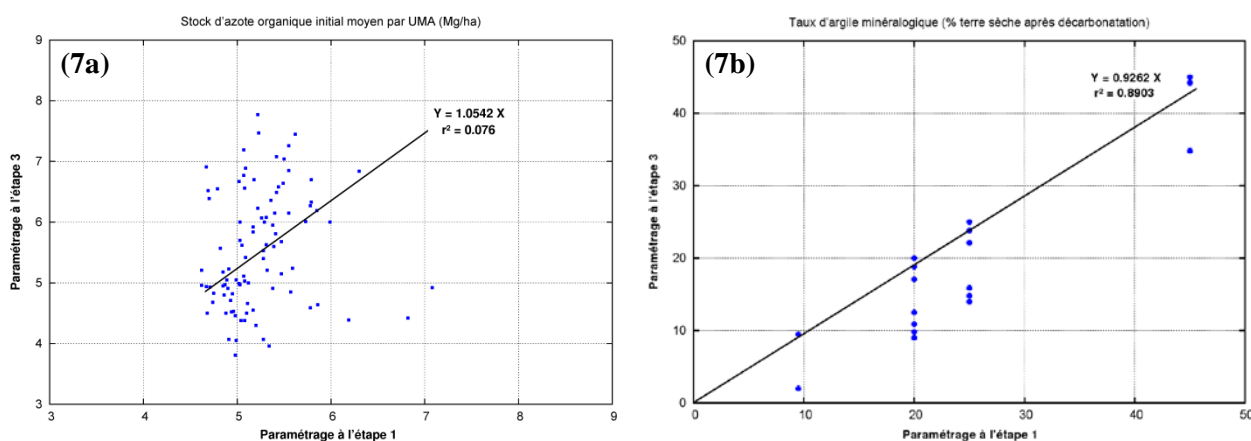 Stock d'azote organique initial moyen par UMA (Mg/ha)
(7a)
9
8
7
6
5
4
3
Y = 1.0542 X
r² = 0.076
Paramétrage à l'étape 3
3 4 5 6 7 8 9
Paramétrage à l'étape 1
Taux d'argile minéralogique (% terre sèche après décarbonatation)
(7b)
50
40
30
20
10
0
Y = 0.9262 X
r² = 0.8903
Paramétrage à l'étape 3
0 10 20 30 40 50
Paramétrage à l'étape 1